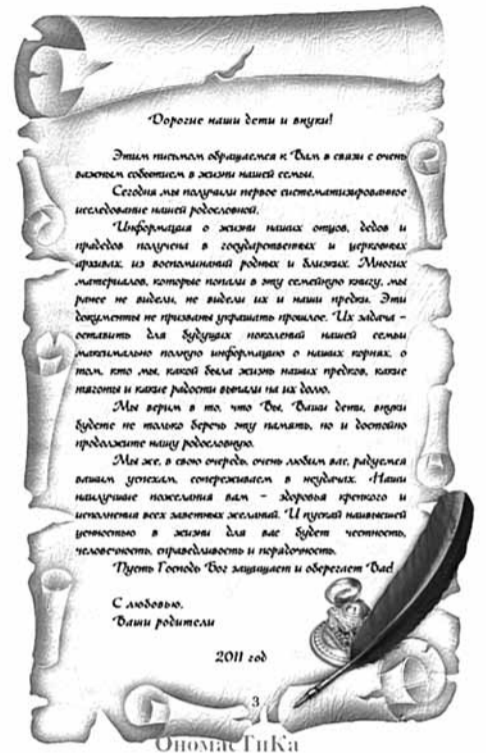 Дорогие наши дети и внуки!
Этим письмом обращаемся к Вам в связи с очень
важным событием в жизни нашей семьи.
Сегодня мы получили первое систематизированное
исследование нашей родословной.
Информация о жизни наших отцов, дедов и
прадедов получена в государственных и церковных
архивах, из воспоминаний родных и близких. Многих
материалов, которые попали в эту семейную книгу, мы
ранее не видели, не видели их и наши предки. Эти
документы не призваны украшать прошлое. Их задача –
оставить для будущих поколений нашей семьи
максимально полную информацию о наших корнях, о
том, кто мы, какой была жизнь наших предков, какие
тяготы и какие радости выпали на их долю.
Мы верим в то, что Вы, Ваши дети, внуки
будете не только беречь эту память, но и достойно
продолжите нашу родословную.
Мы же, в свою очередь, очень любим вас, радуемся
вашим успехам, сопереживаем в неудачах. Наши
наилучшие пожелания вам – здоровья крепкого и
исполнения всех заветных желаний. И пускай наивысшей
ценностью в жизни для вас будет честность,
человечность, справедливость и порядочность.
Пусть Господь Бог защищает и оберегает Вас!
С любовью,
Ваши родители
2011 год
3
ОномасТиКа